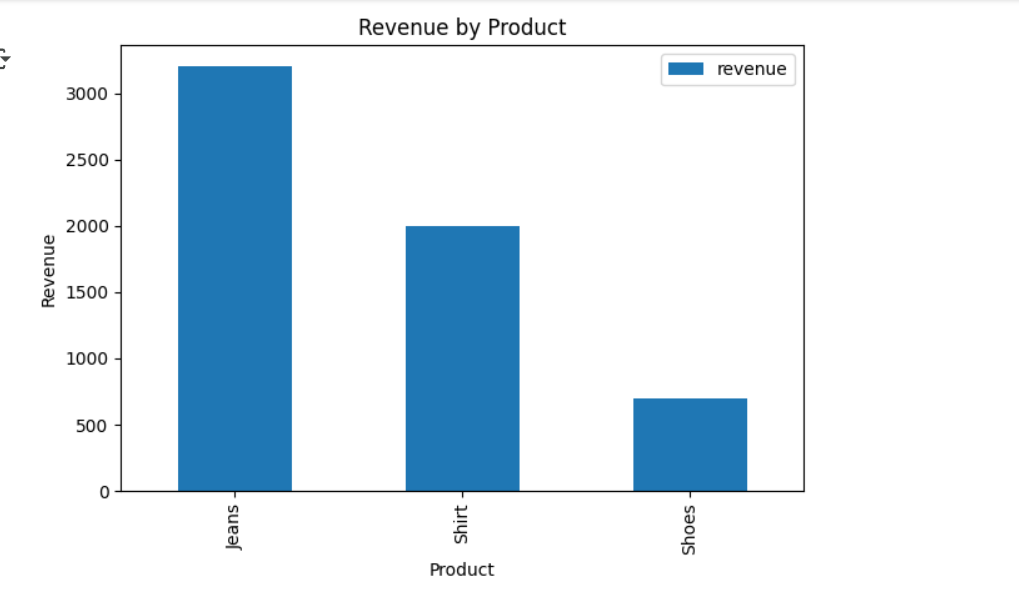 Revenue by Product
revenue
3000
2500
2000
1500
1000
500
0
Revenue
Jeans
Shirt
Shoes
Product